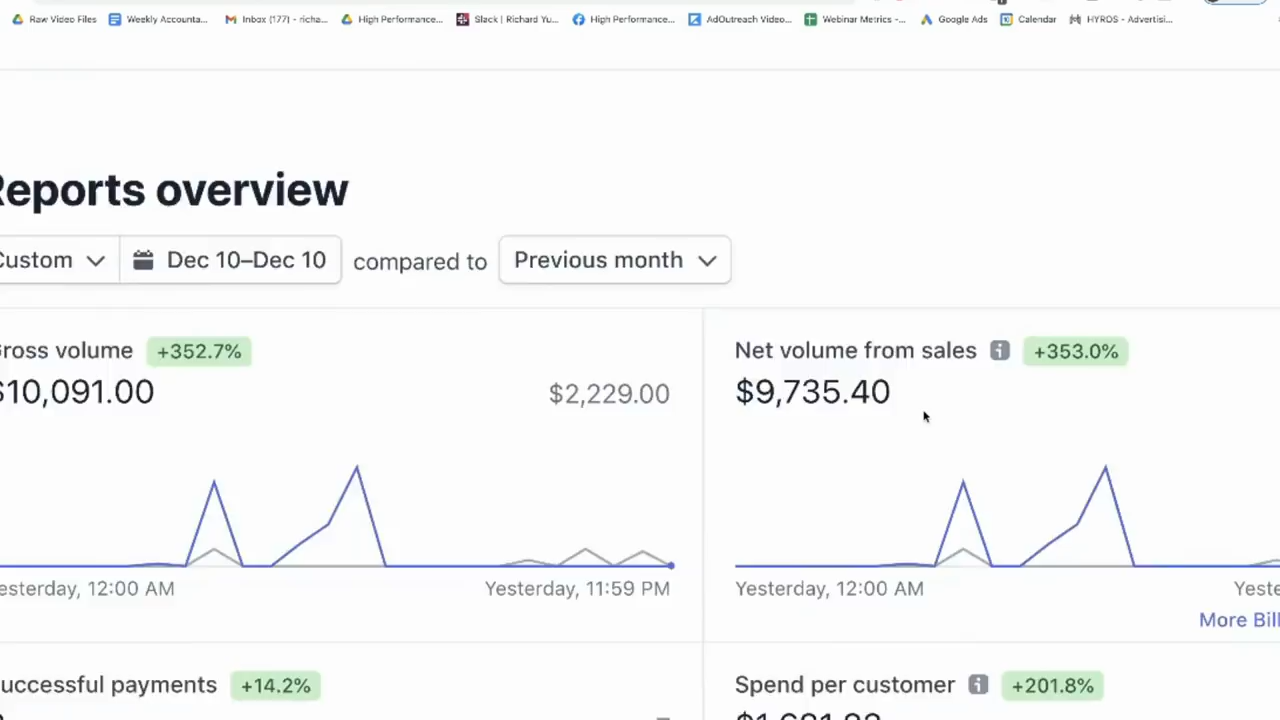 Raw Video Files Weekly Accounta... Inbox (177) - richa... High Performance... Slack | Richard Yu... High Performance... AdOutreach Video... Webinar Metrics -... Google Ads Calendar HYROS - Advertisi...
Reports overview
Custom Dec 10–Dec 10 compared to Previous month
Gross volume +352.7% Net volume from sales +353.0%
$10,091.00 $2,229.00 $9,735.40
Yesterday, 12:00 AM Yesterday, 11:59 PM Yesterday, 12:00 AM Yeste
More Bill
uccessful payments +14.2% Spend per customer +201.8%